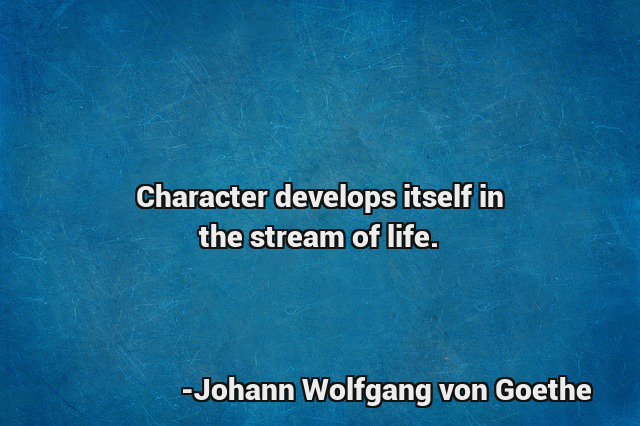 Character develops itself in
the stream of life.
-Johann Wolfgang von Goethe